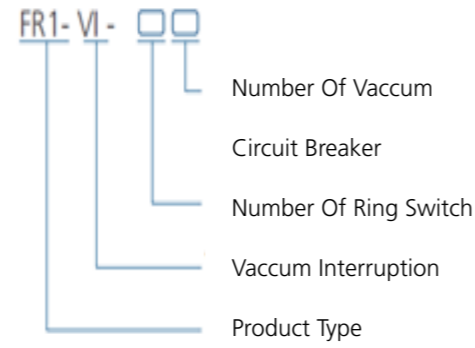 FR1- VI - □□
Number Of Vaccum
Circuit Breaker
Number Of Ring Switch
Vaccum Interruption
Product Type